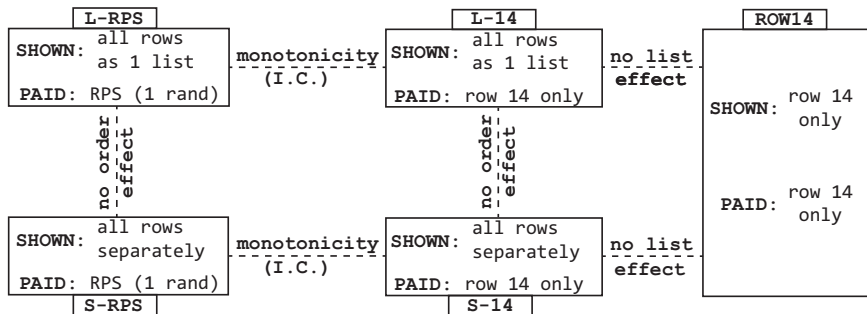 L-RPS
SHOWN: all rows
as 1 list
PAID: RPS (1 rand)
monotonicity
(I.C.)
L-14
SHOWN: all rows
as 1 list
PAID: row 14 only
no list
effect
ROW14
SHOWN: row 14
only
PAID: row 14
only
no order
effect
no order
effect
SHOWN: all rows
separately
PAID: RPS (1 rand)
S-RPS
monotonicity
(I.C.)
SHOWN: all rows
separately
PAID: row 14 only
S-14
no list
effect